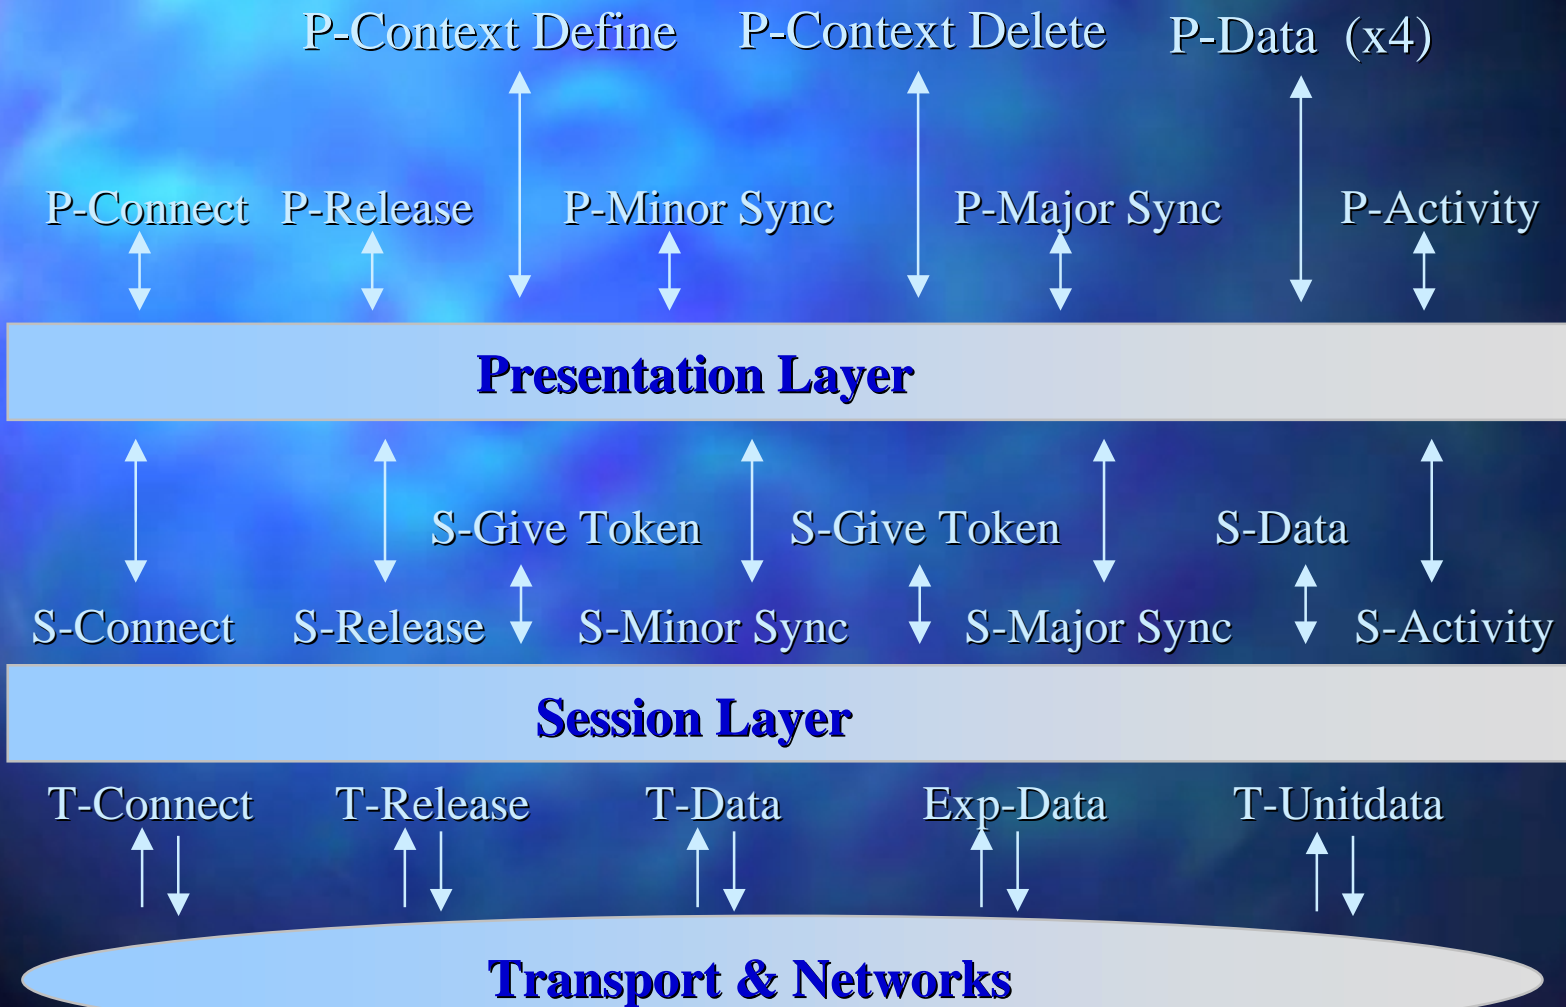 P-Context Define P-Context Delete P-Data (x4)
P-Connect P-Release P-Minor Sync P-Major Sync P-Activity
Presentation Layer
S-Give Token S-Give Token S-Data
S-Connect S-Release S-Minor Sync S-Major Sync S-Activity
Session Layer
T-Connect T-Release T-Data Exp-Data T-Unitdata
Transport & Networks